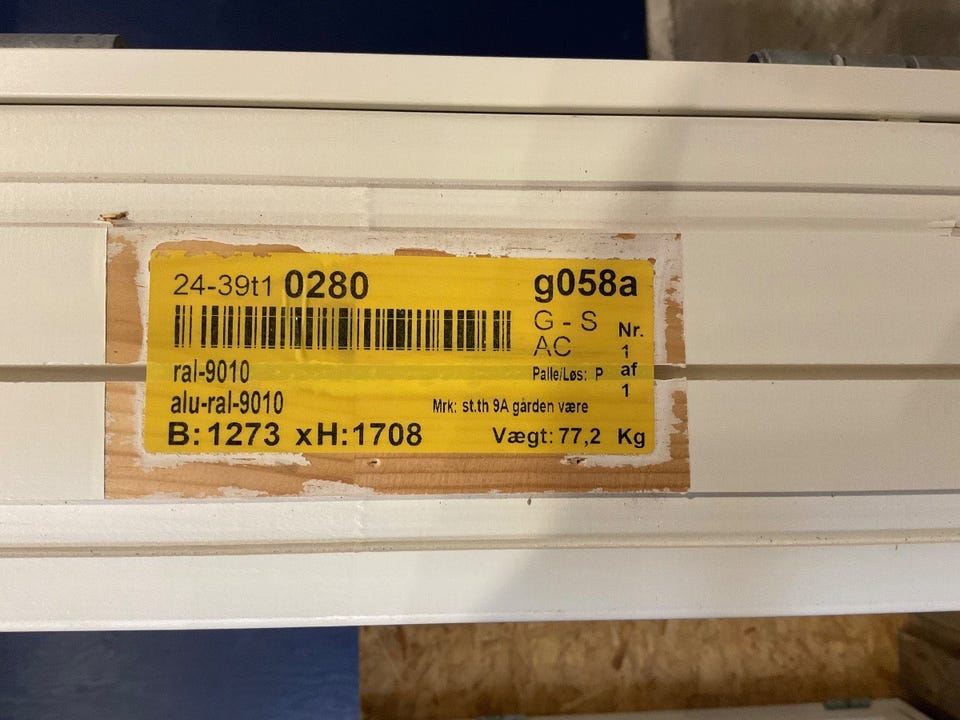 24-39t1 0280 g058a
G - S
AC
Nr.
1
af
1
ral-9010
Palle/Løs: P
alu-ral-9010
Mrk: st.th 9A gården være
B: 1273 xH: 1708
Vægt: 77,2 Kg